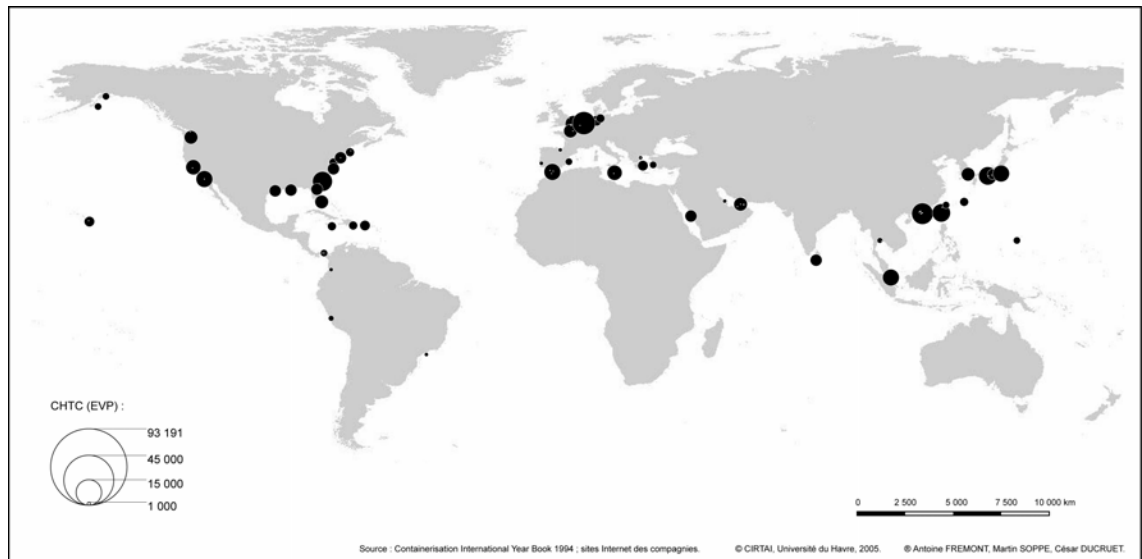 CHTC (EVP) :
93 191
45 000
15 000
1 000
0 2 500 5 000 7 500 10 000 km
Source : Containerisation International Year Book 1994 ; sites Internet des compagnies. © CIRTAI, Université du Havre, 2005. ® Antoine FREMONT, Martin SOPPE, César DUCRUET.